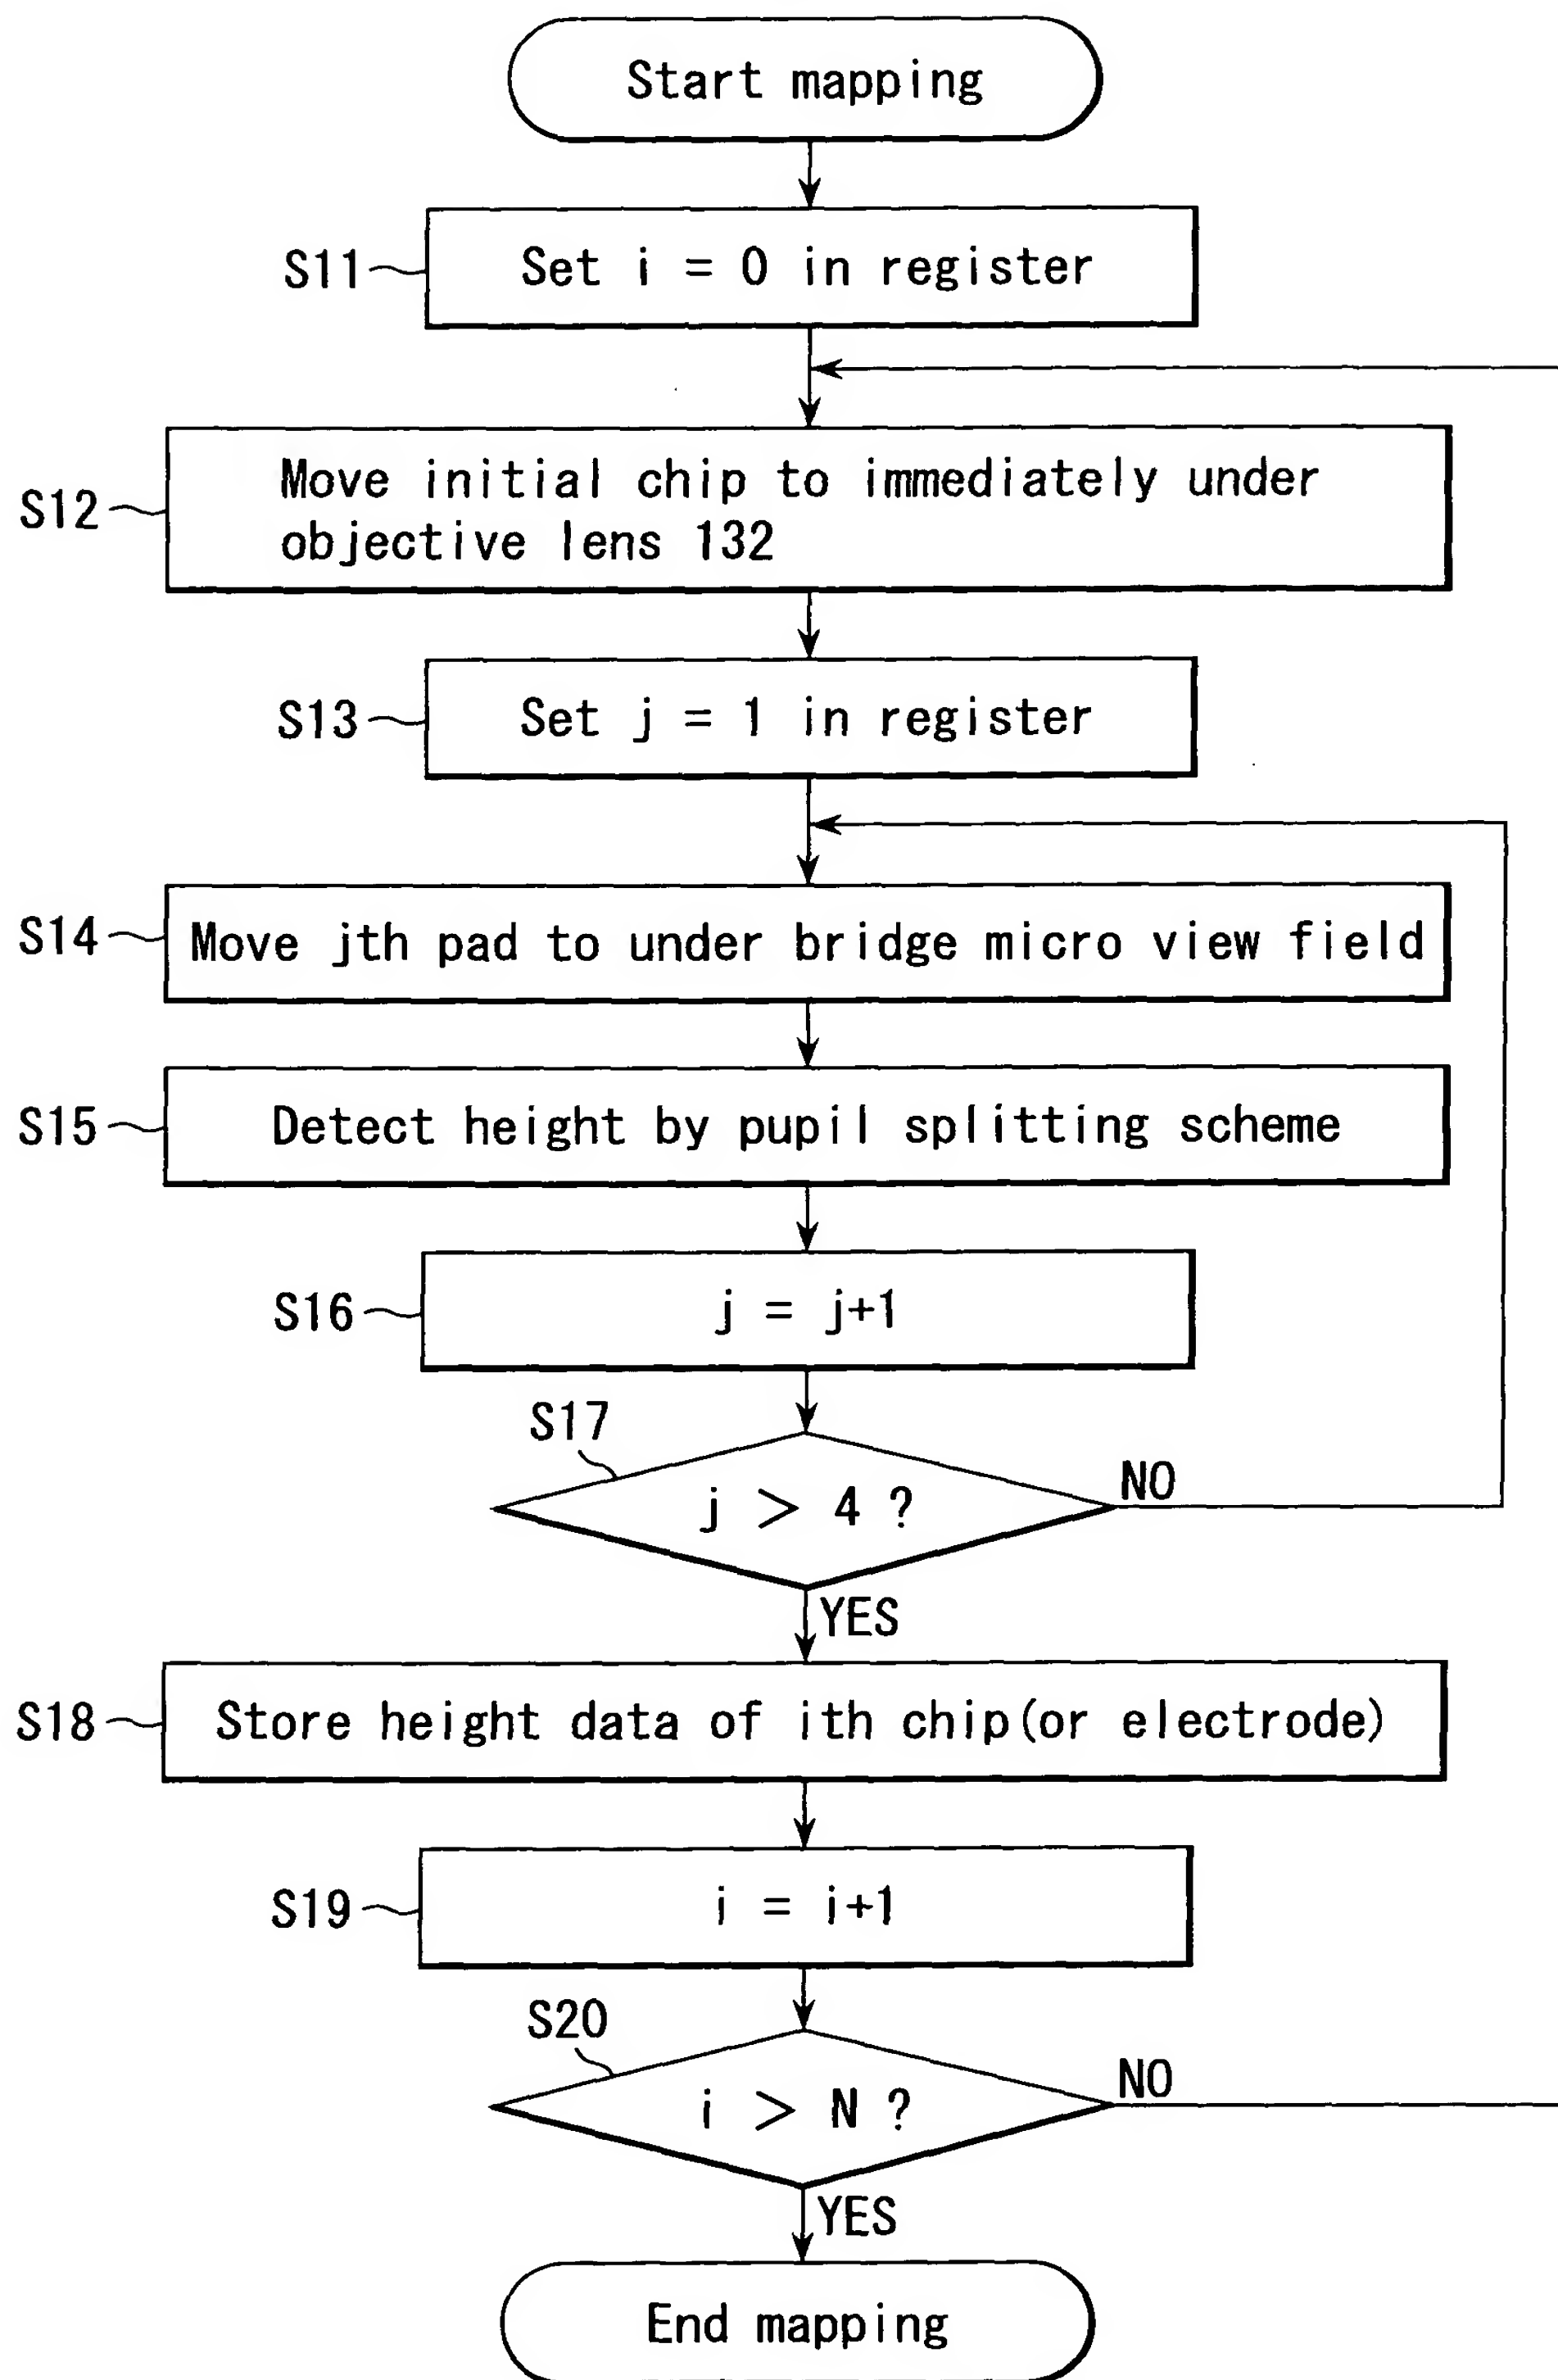 Start mapping
S11
Set i = 0 in register
S12
Move initial chip to immediately under
objective lens 132
S13
Set j = 1 in register
S14
Move jth pad to under bridge micro view field
S15
Detect height by pupil splitting scheme
S16
j = j+1
S17
j > 4 ?
NO
YES
S18
Store height data of ith chip(or electrode)
S19
i = i+1
S20
i > N ?
NO
YES
End mapping